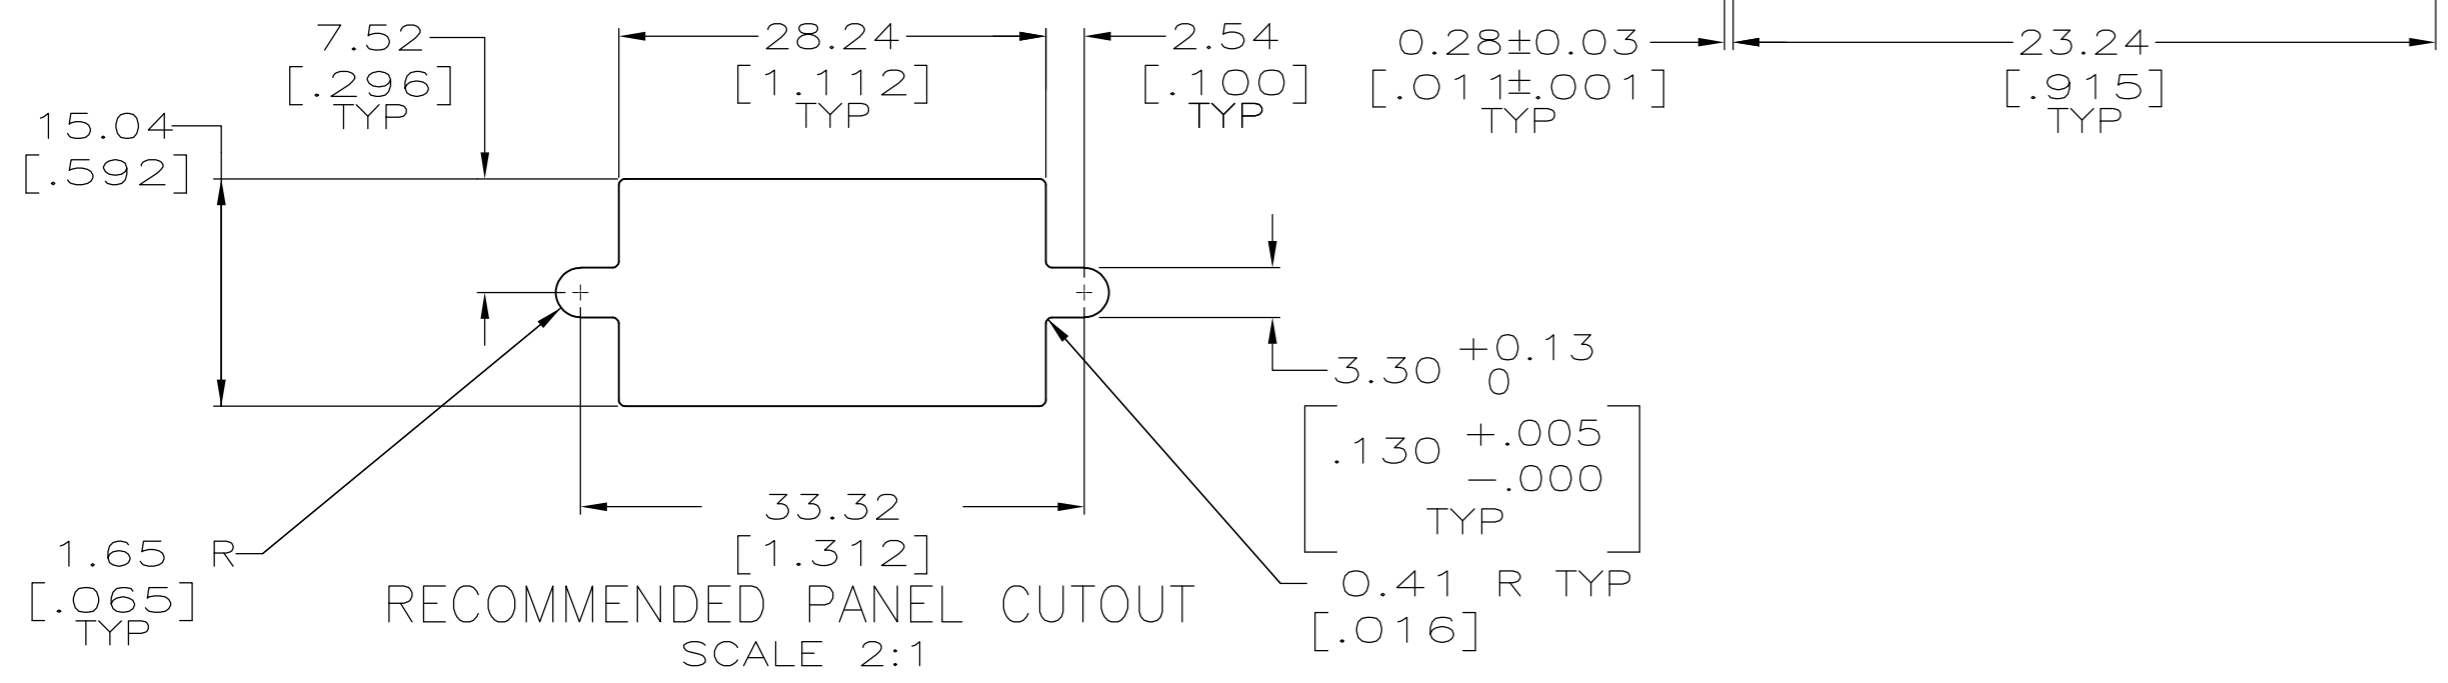 7.52
[.296]
TYP
28.24
[1.112]
TYP
2.54
[.100]
TYP
0.28±0.03
[.011±.001]
TYP
23.24
[.915]
TYP
15.04
[.592]
3.30 +0.13
0
[.130 +.005
-.000
TYP]
33.32
[1.312]
1.65 R
[.065]
TYP
0.41 R TYP
[.016]
RECOMMENDED PANEL CUTOUT
SCALE 2:1